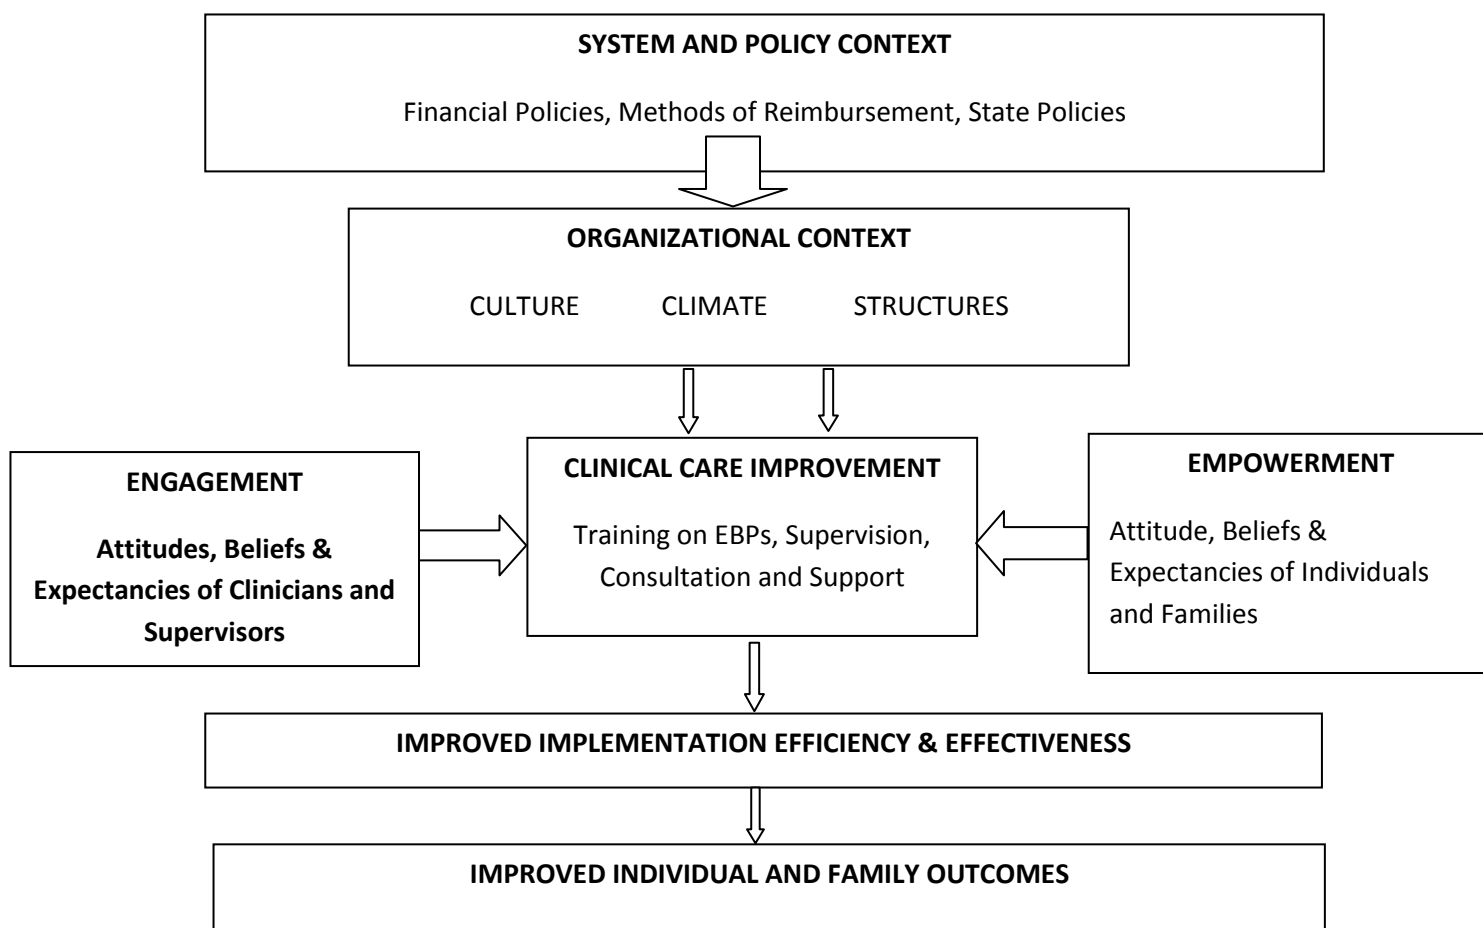 SYSTEM AND POLICY CONTEXT
Financial Policies, Methods of Reimbursement, State Policies
ORGANIZATIONAL CONTEXT
CULTURE CLIMATE STRUCTURES
ENGAGEMENT
Attitudes, Beliefs &
Expectancies of Clinicians and
Supervisors
CLINICAL CARE IMPROVEMENT
Training on EBPs, Supervision,
Consultation and Support
EMPOWERMENT
Attitude, Beliefs &
Expectancies of Individuals
and Families
IMPROVED IMPLEMENTATION EFFICIENCY & EFFECTIVENESS
IMPROVED INDIVIDUAL AND FAMILY OUTCOMES